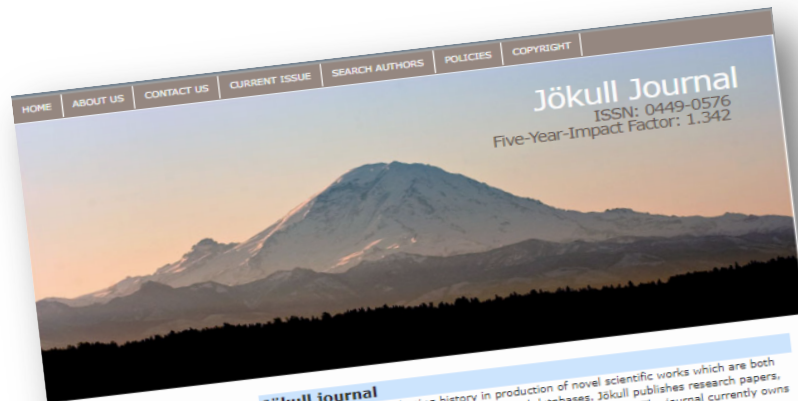 HOME
ABOUT US
CONTACT US
CURRENT ISSUE
SEARCH AUTHORS
POLICIES
COPYRIGHT
Jökull Journal
ISSN: 0449-0576
Five-Year-Impact Factor: 1.342
Jökull journal
history in production of novel scientific works which are both
Jökull publishes research papers,
journal currently owns